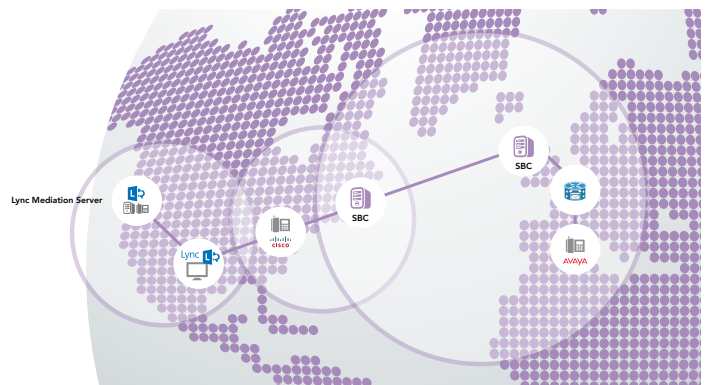 Lync Mediation Server
Lync
CISCO
SBC
SBC
AVAYA